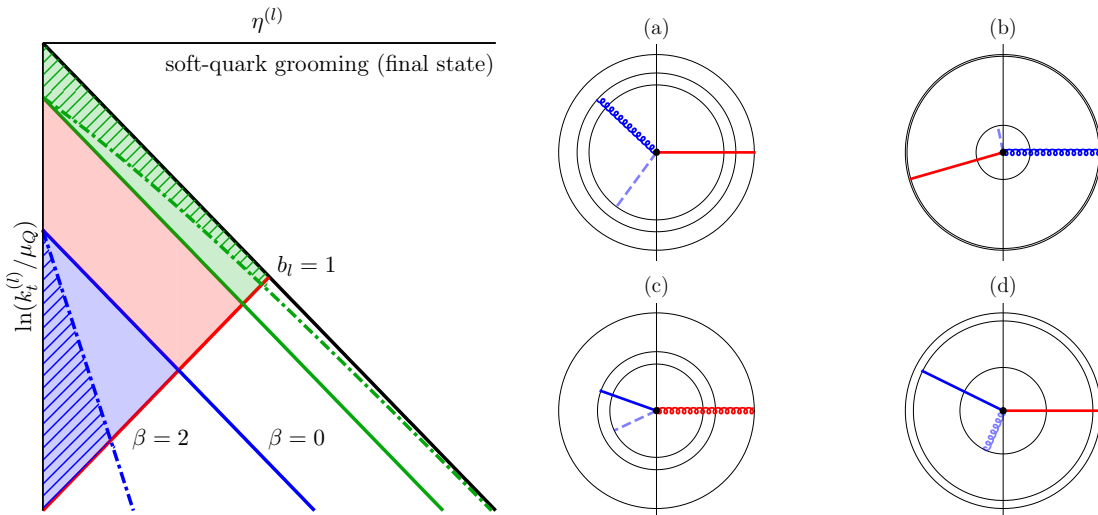 η^{(l)}
soft-quark grooming (final state)
ln(k_t^{(l)}/μ_Q)
b_l = 1
β = 2
β = 0
(a)
(b)
(c)
(d)